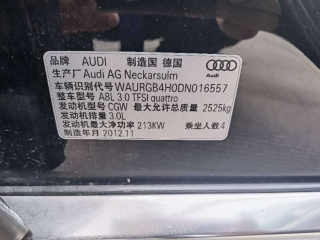 品牌 AUDI 制造国 德国
生产厂 Audi AG Neckarsulm
Audi
车辆识别代号 WAURGB4H0DN016557
整车型号 A8L 3.0 TFSI quattro
发动机型号 CGW 最大允许总质量 2525kg
发动机排量 3.0L
发动机最大净功率 213KW 乘坐人数 4
制造年月 2012.11